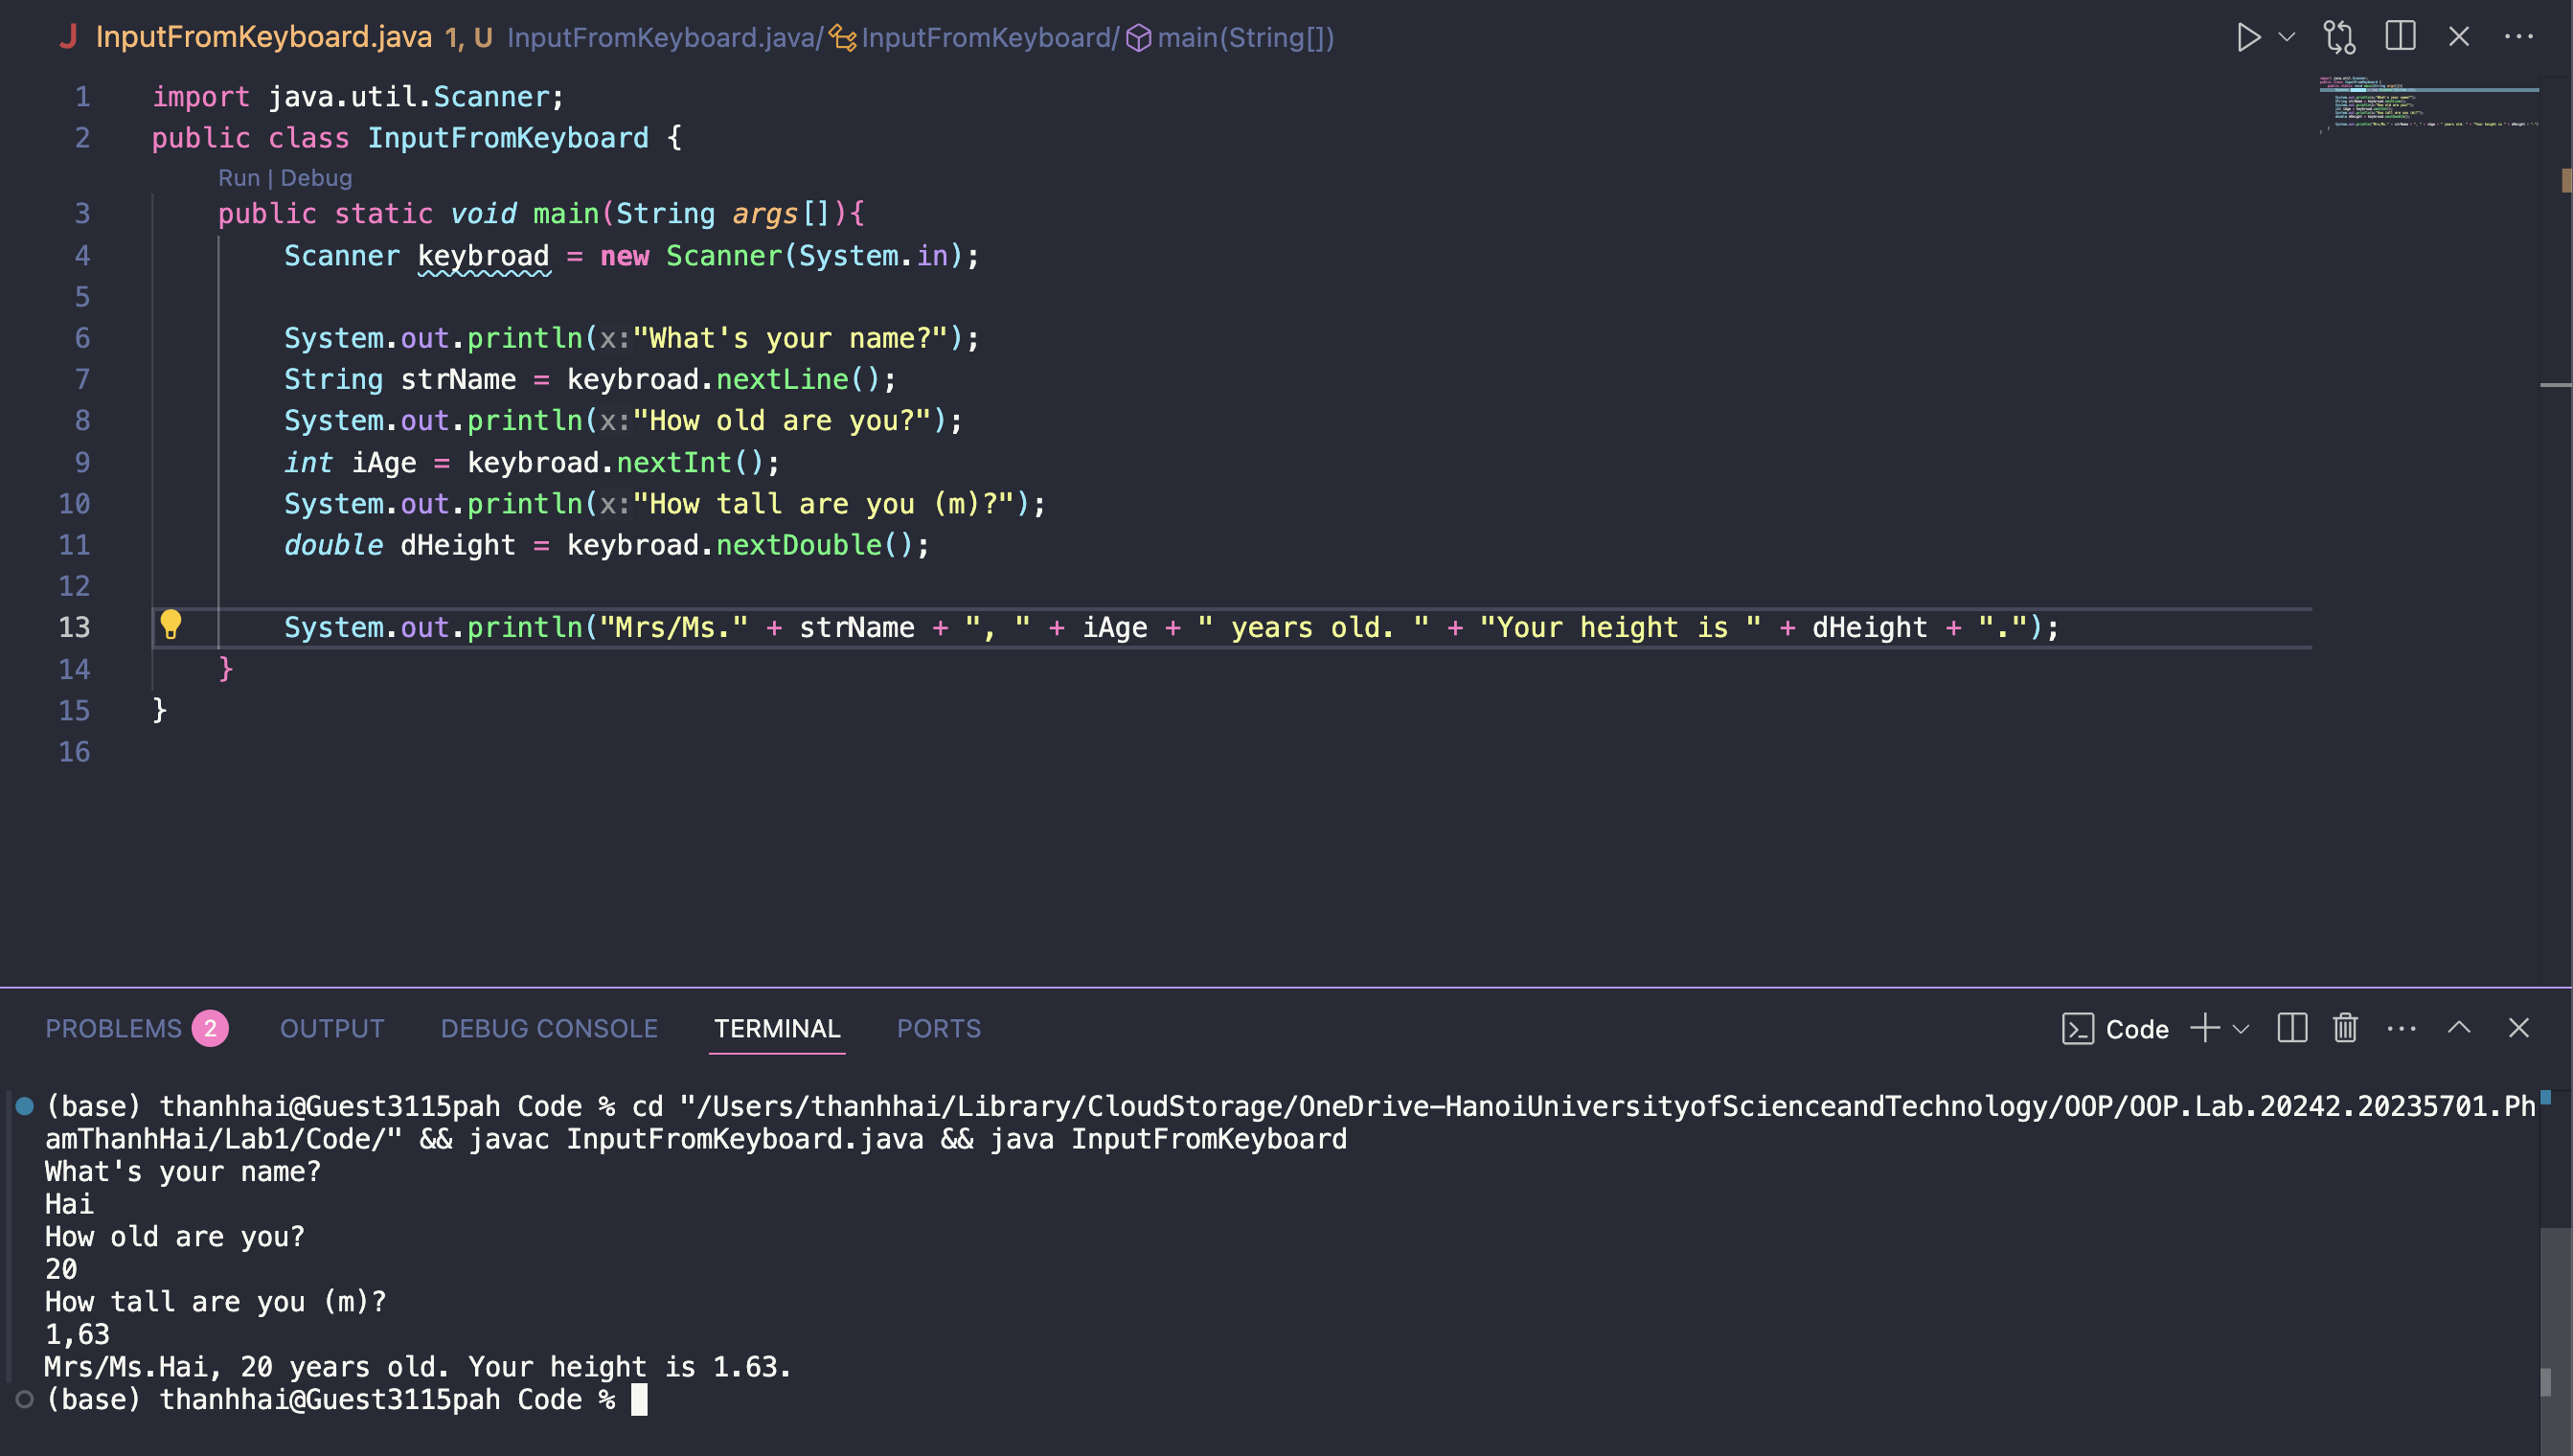 InputFromKeyboard.java 1, U InputFromKeyboard.java/ InputFromKeyboard/ main(String[])
1 import java.util.Scanner;
2 public class InputFromKeyboard {
Run | Debug
3 public static void main(String args[]){
4 Scanner keybroad = new Scanner(System.in);
5
6 System.out.println(x:"What's your name?");
7 String strName = keybroad.nextLine();
8 System.out.println(x:"How old are you?");
9 int iAge = keybroad.nextInt();
10 System.out.println(x:"How tall are you (m)?");
11 double dHeight = keybroad.nextDouble();
12
13 System.out.println("Mrs/Ms." + strName + ", " + iAge + " years old. " + "Your height is " + dHeight + ".");
14 }
15 }
16
PROBLEMS 2 OUTPUT DEBUG CONSOLE TERMINAL PORTS Code
(base) thanhhai@Guest3115pah Code % cd "/Users/thanhhai/Library/CloudStorage/OneDrive-HanoiUniversityofScienceandTechnology/OOP/OOP.Lab.20242.20235701.Ph
amThanhHai/Lab1/Code/" && javac InputFromKeyboard.java && java InputFromKeyboard
What's your name?
Hai
How old are you?
20
How tall are you (m)?
1,63
Mrs/Ms.Hai, 20 years old. Your height is 1.63.
(base) thanhhai@Guest3115pah Code %